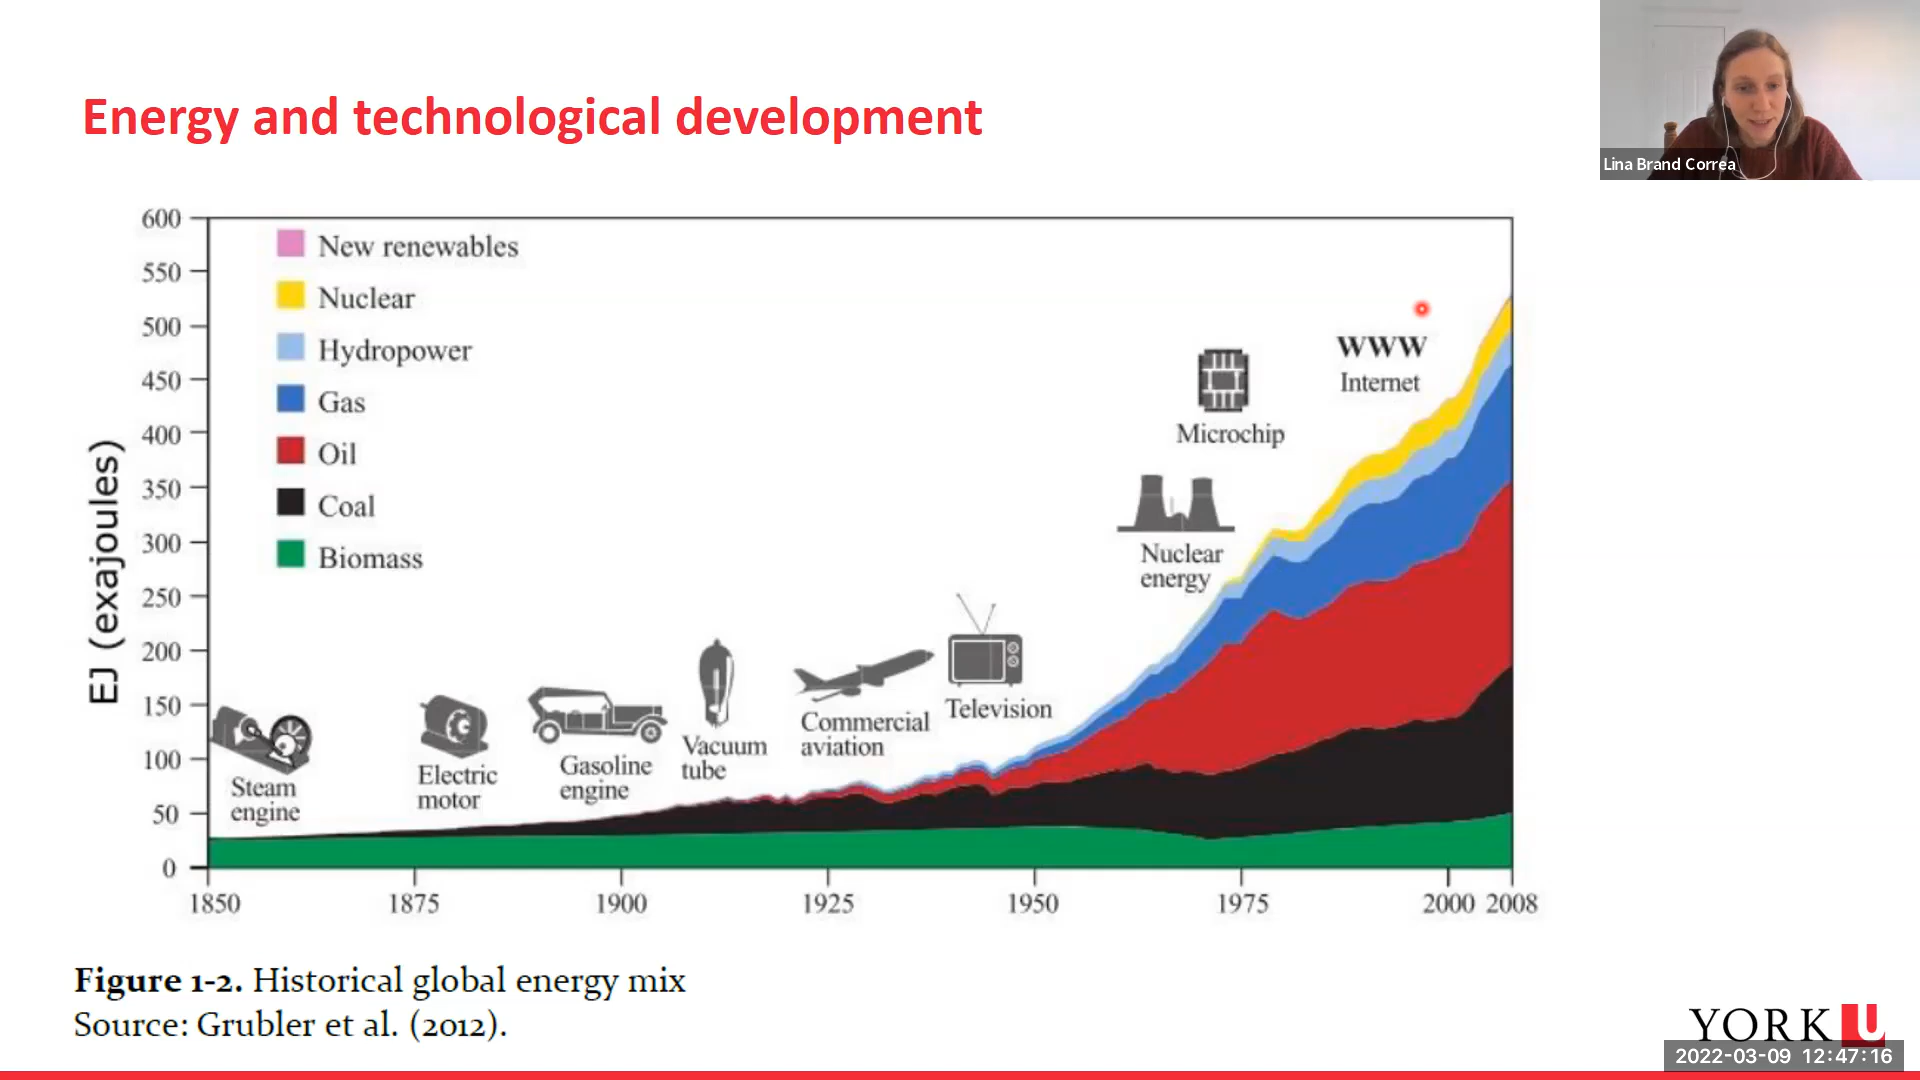 Energy and technological development
Lina Brand Correa
EJ (exajoules)
600
550
500
450
400
350
300
250
200
150
100
50
0
New renewables
Nuclear
Hydropower
Gas
Oil
Coal
Biomass
Steam
engine
Electric
motor
Gasoline
engine
Vacuum
tube
Commercial
aviation
Television
Nuclear
energy
Microchip
WWW
Internet
1850 1875 1900 1925 1950 1975 2000 2008
Figure 1-2. Historical global energy mix
Source: Grubler et al. (2012).
YORK U
2022-03-09 12:47:16